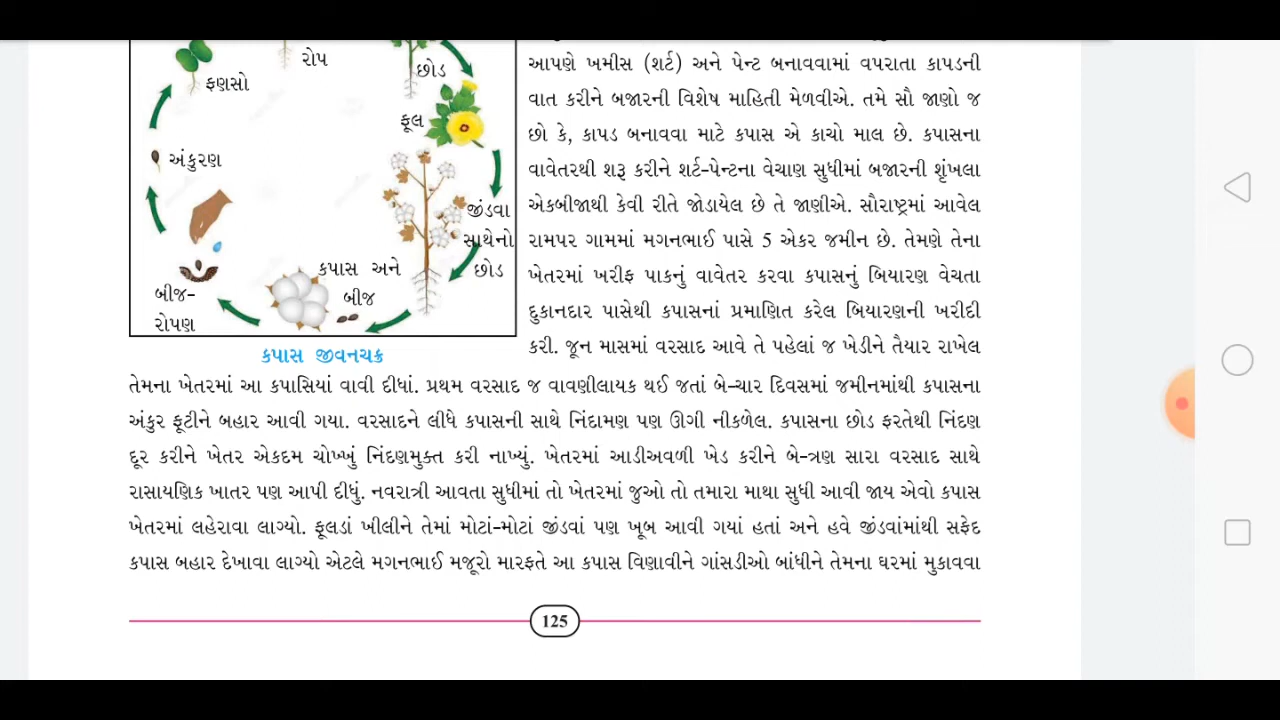 રોપ
ફણસો
છોડ
ફૂલ
અંકુરણ
જીંડવા
સાથેનો
છોડ
કપાસ અને
બીજ
બીજ-
રોપણ
કપાસ જીવનચક્ર
આપણે ખમીસ (શર્ટ) અને પેન્ટ બનાવવામાં વપરાતા કાપડની
વાત કરીને બજારની વિશેષ માહિતી મેળવીએ. તમે સૌ જાણો જ
છો કે, કાપડ બનાવવા માટે કપાસ એ કાચો માલ છે. કપાસના
વાવેતરથી શરૂ કરીને શર્ટ-પેન્ટના વેચાણ સુધીમાં બજારની શૃંખલા
એકબીજાથી કેવી રીતે જોડાયેલ છે તે જાણીએ. સૌરાષ્ટ્રમાં આવેલ
રામપર ગામમાં મગનભાઈ પાસે 5 એકર જમીન છે. તેમણે તેના
ખેતરમાં ખરીફ પાકનું વાવેતર કરવા કપાસનું બિયારણ વેચતા
દુકાનદાર પાસેથી કપાસનાં પ્રમાણિત કરેલ બિયારણની ખરીદી
કરી. જૂન માસમાં વરસાદ આવે તે પહેલાં જ ખેડીને તૈયાર રાખેલ
તેમના ખેતરમાં આ કપાસિયાં વાવી દીધાં. પ્રથમ વરસાદ જ વાવણીલાયક થઈ જતાં બે-ચાર દિવસમાં જમીનમાંથી કપાસના
અંકુર ફૂટીને બહાર આવી ગયા. વરસાદને લીધે કપાસની સાથે નિંદામણ પણ ઊગી નીકળેલ. કપાસના છોડ ફરતેથી નિંદણ
દૂર કરીને ખેતર એકદમ ચોખ્ખું નિંદણમુક્ત કરી નાખ્યું. ખેતરમાં આડીઅવળી ખેડ કરીને બે-ત્રણ સારા વરસાદ સાથે
રાસાયણિક ખાતર પણ આપી દીધું. નવરાત્રી આવતા સુધીમાં તો ખેતરમાં જુઓ તો તમારા માથા સુધી આવી જાય એવો કપાસ
ખેતરમાં લહેરાવા લાગ્યો. ફૂલડાં ખીલીને તેમાં મોટાં-મોટાં જીંડવાં પણ ખૂબ આવી ગયાં હતાં અને હવે જીંડવાંમાંથી સફેદ
કપાસ બહાર દેખાવા લાગ્યો એટલે મગનભાઈ મજૂરો મારફતે આ કપાસ વિણાવીને ગાંસડીઓ બાંધીને તેમના ઘરમાં મુકાવવા
125